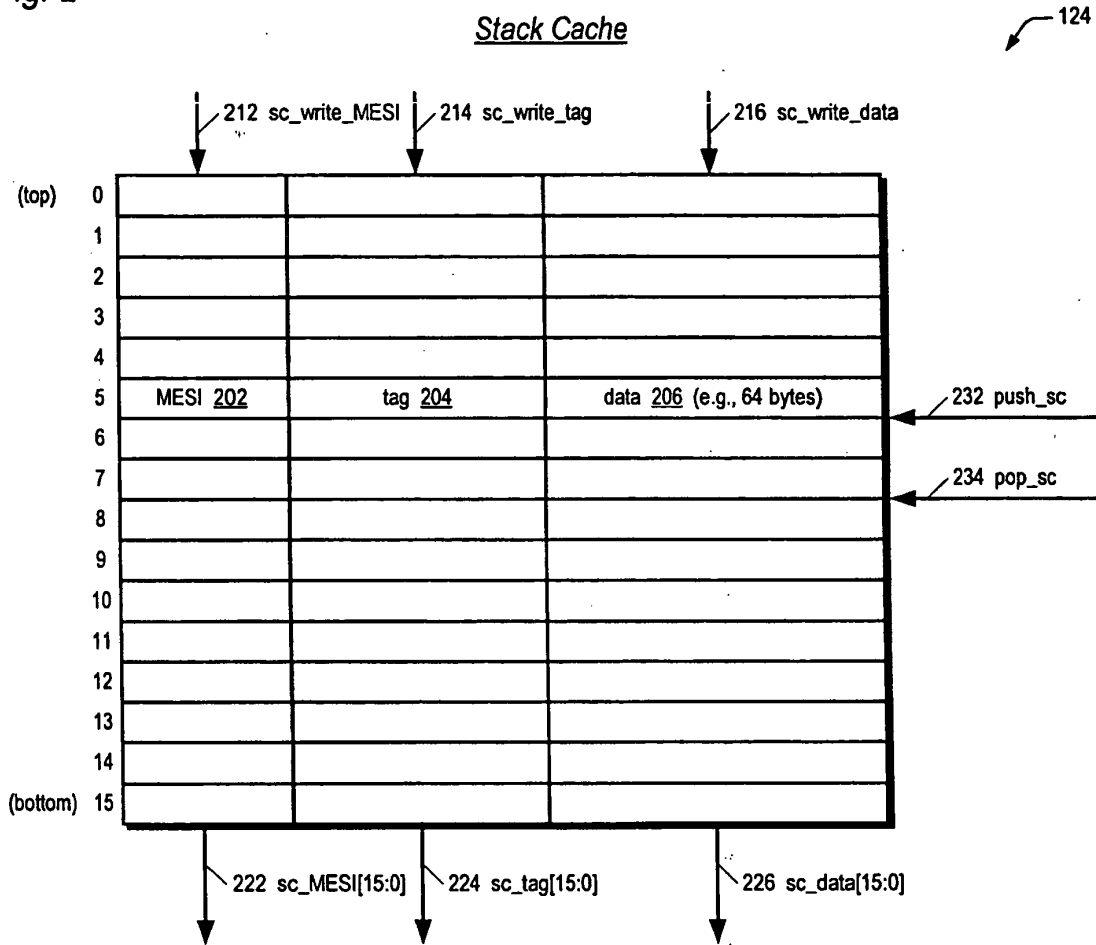 Stack Cache
124
212 sc_write_MESI
214 sc_write_tag
216 sc_write_data
(top) 0
1
2
3
4
5 MESI 202 tag 204 data 206 (e.g., 64 bytes)
232 push_sc
6
7
234 pop_sc
8
9
10
11
12
13
14
(bottom) 15
222 sc_MESI[15:0]
224 sc_tag[15:0]
226 sc_data[15:0]